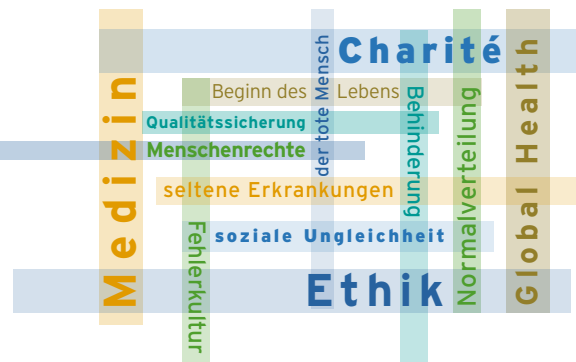 Charité
Beginn des Lebens
Qualitätssicherung
Menschenrechte
seltene Erkrankungen
soziale Ungleichheit
Ethik
Medizin
Fehlerkultur
der tote Mensch
Behinderung
Normalverteilung
Global Health